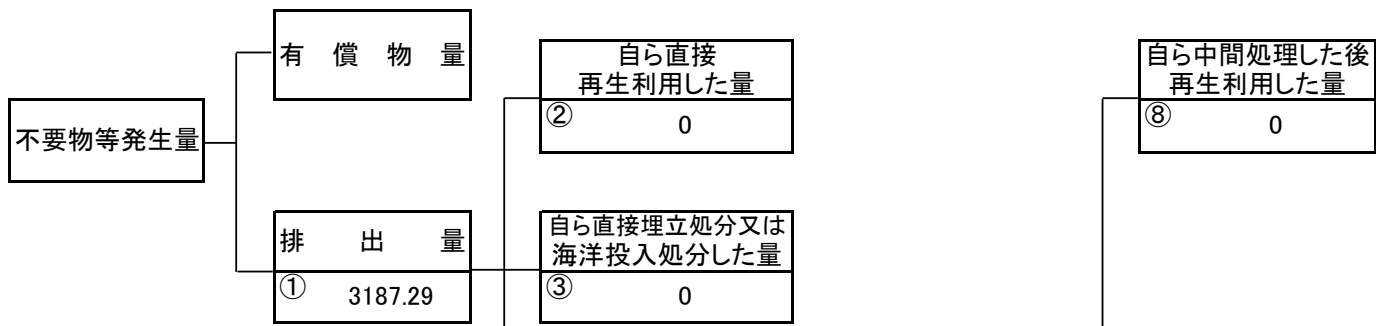 有償物量
自ら直接
再生利用した量
② 0
自ら中間処理した後
再生利用した量
⑧ 0
不要物等発生量
排出量
① 3187.29
自ら直接埋立処分又は
海洋投入処分した量
③ 0